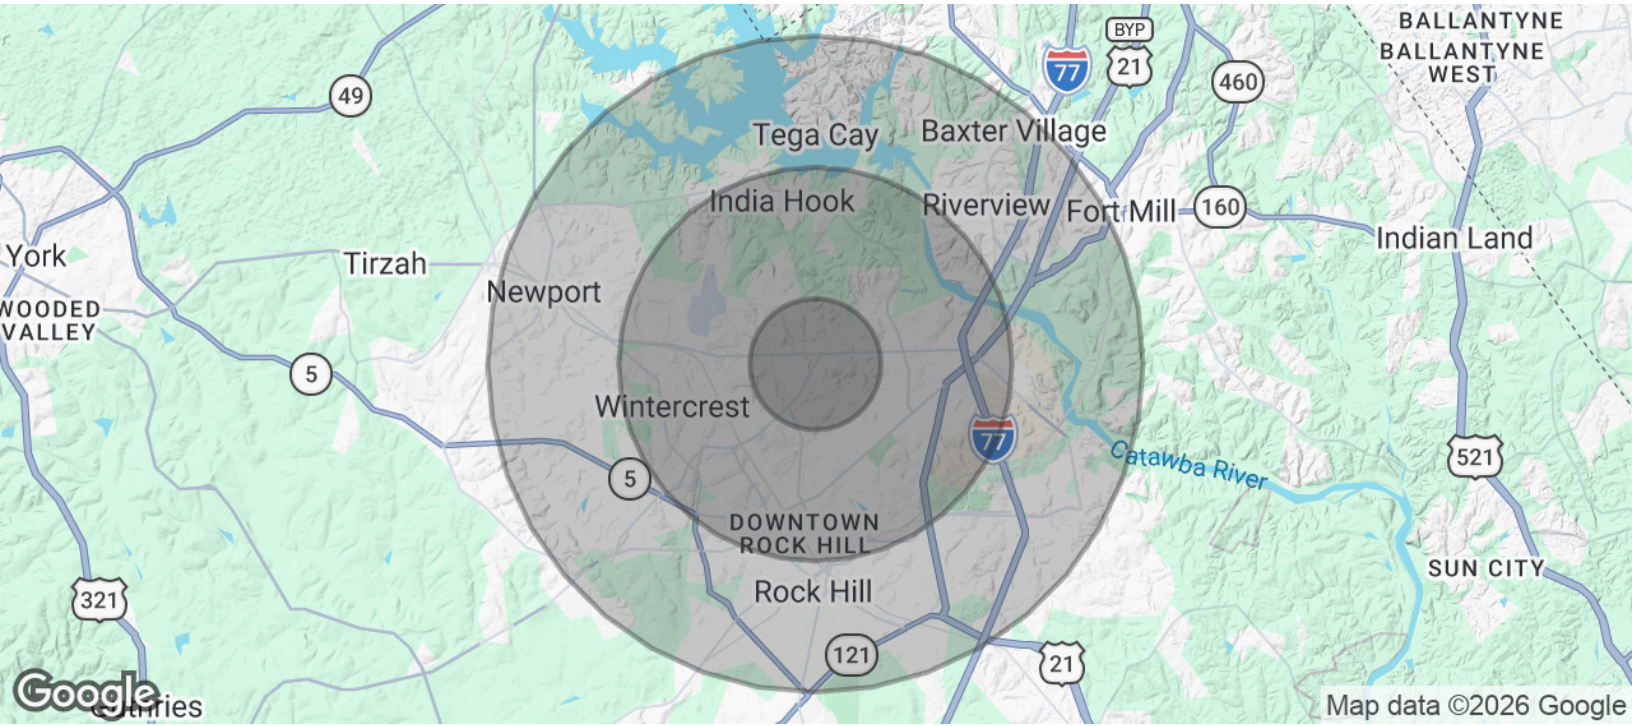 BALLANTYNE
BALLANTYNE
WEST
BYP
21
77
460
49
Tega Cay
Baxter Village
India Hook
Riverview
Fort Mill
160
Indian Land
York
Tirzah
Newport
WOODED
VALLEY
5
Wintercrest
77
Catawba River
521
5
DOWNTOWN
ROCK HILL
SUN CITY
Rock Hill
321
121
21
Google
Guthries
Map data ©2026 Google